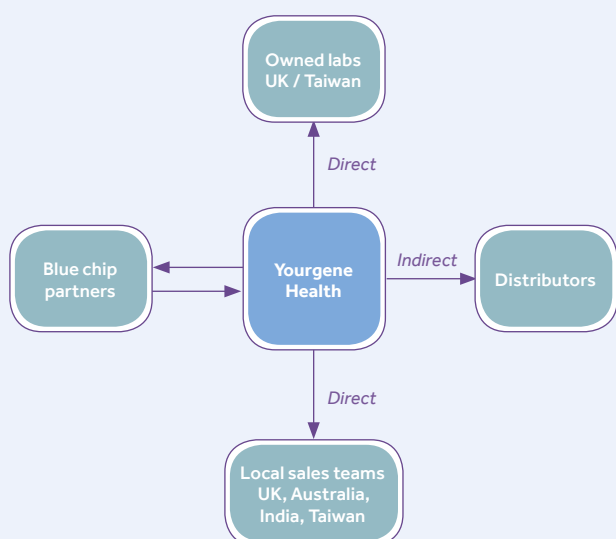 Owned labs
UK / Taiwan
Direct
Blue chip
partners
Yourgene
Health
Indirect
Distributors
Direct
Local sales teams
UK, Australia,
India, Taiwan